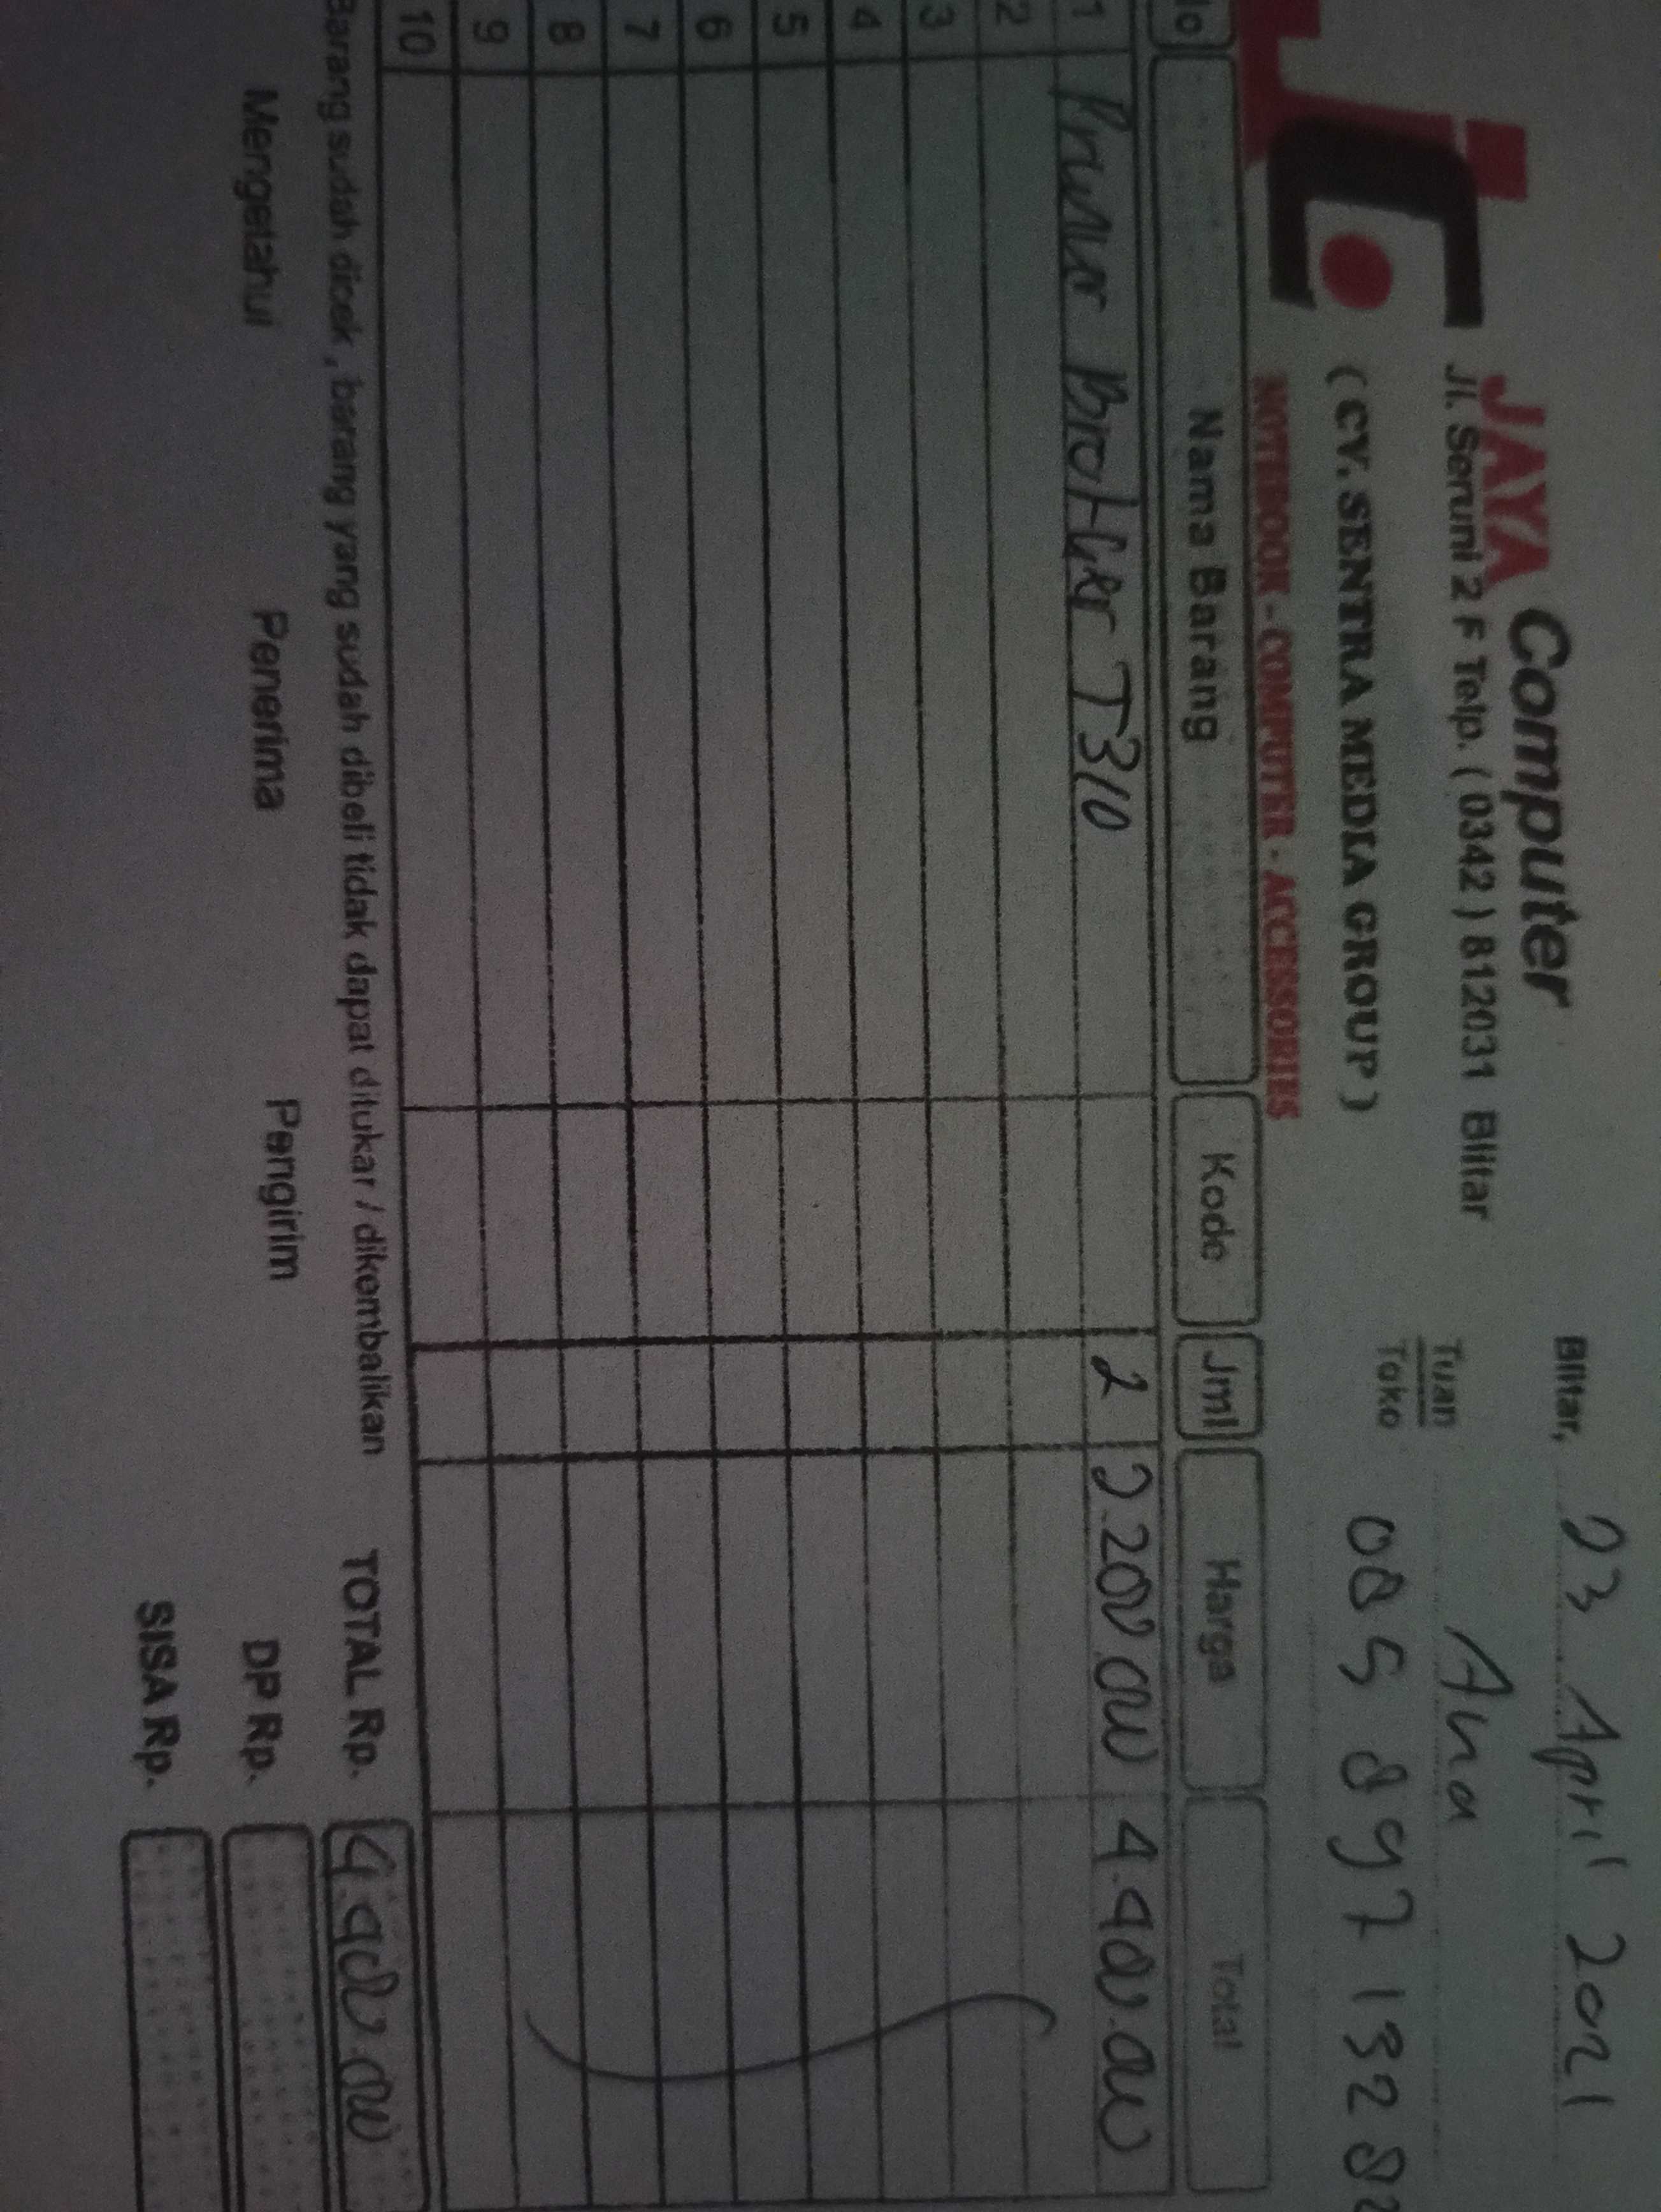 JC
JAYA Computer
Jl. Seruni 2 F Telp. ( 0342 ) 812031 Blitar
( CV. SENTRA MEDIA GROUP )
NOTEBOOK - COMPUTER - ACCESSORIES
Blitar, 23 April 2021
Tuan Ana
Toko 085 897 132 82
No Nama Barang Kode Jml Harga Total
1 Printer Brother T310 2 2.200.000 4.400.000
2
3
4
5
6
7
8
9
10
Barang sudah dicek , barang yang sudah dibeli tidak dapat ditukar / dikembalikan
TOTAL Rp. 4.400.000
Mengetahui Penerima Pengirim
DP Rp.
SISA Rp.